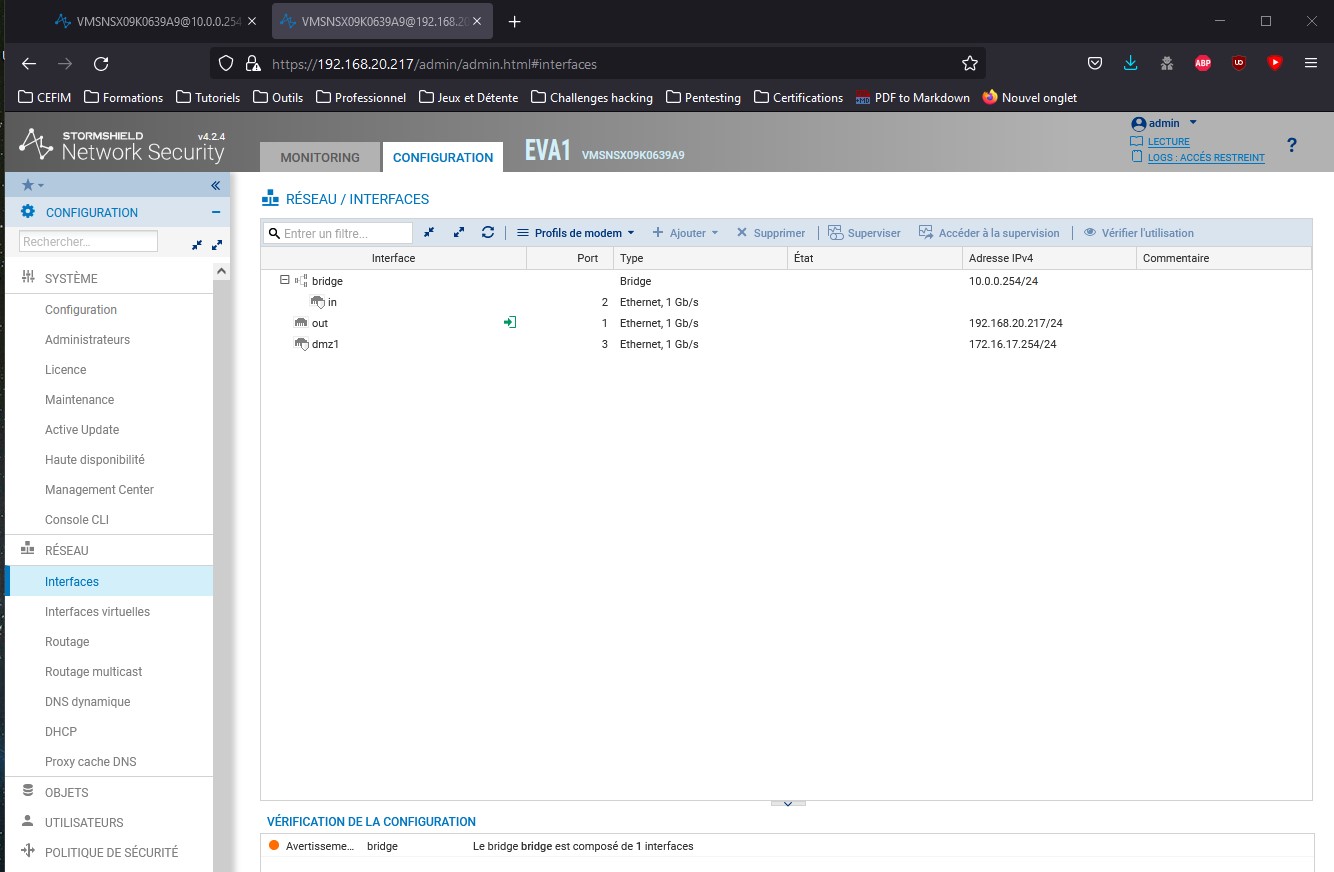 VMSNSX09K0639A9@10.0.0.254
VMSNSX09K0639A9@192.168.20
https://192.168.20.217/admin/admin.html#interfaces
ABP
UD
CEFIM Formations Tutoriels Outils Professionnel Jeux et Détente Challenges hacking Pentesting Certifications PDF to Markdown Nouvel onglet
STORMSHIELD v4.2.4
Network Security
MONITORING CONFIGURATION EVA1 VMSNSX09K0639A9
admin
LECTURE
LOGS : ACCÈS RESTREINT
?
CONFIGURATION
Rechercher...
SYSTÈME
Configuration
Administrateurs
Licence
Maintenance
Active Update
Haute disponibilité
Management Center
Console CLI
RÉSEAU
Interfaces
Interfaces virtuelles
Routage
Routage multicast
DNS dynamique
DHCP
Proxy cache DNS
OBJETS
UTILISATEURS
POLITIQUE DE SÉCURITÉ
RÉSEAU / INTERFACES
Entrer un filtre... Profils de modem Ajouter Supprimer Superviser Accéder à la supervision Vérifier l'utilisation
Interface Port Type État Adresse IPv4 Commentaire
bridge Bridge 10.0.0.254/24
in 2 Ethernet, 1 Gb/s
out 1 Ethernet, 1 Gb/s 192.168.20.217/24
dmz1 3 Ethernet, 1 Gb/s 172.16.17.254/24
VÉRIFICATION DE LA CONFIGURATION
Avertisseme... bridge Le bridge bridge est composé de 1 interfaces